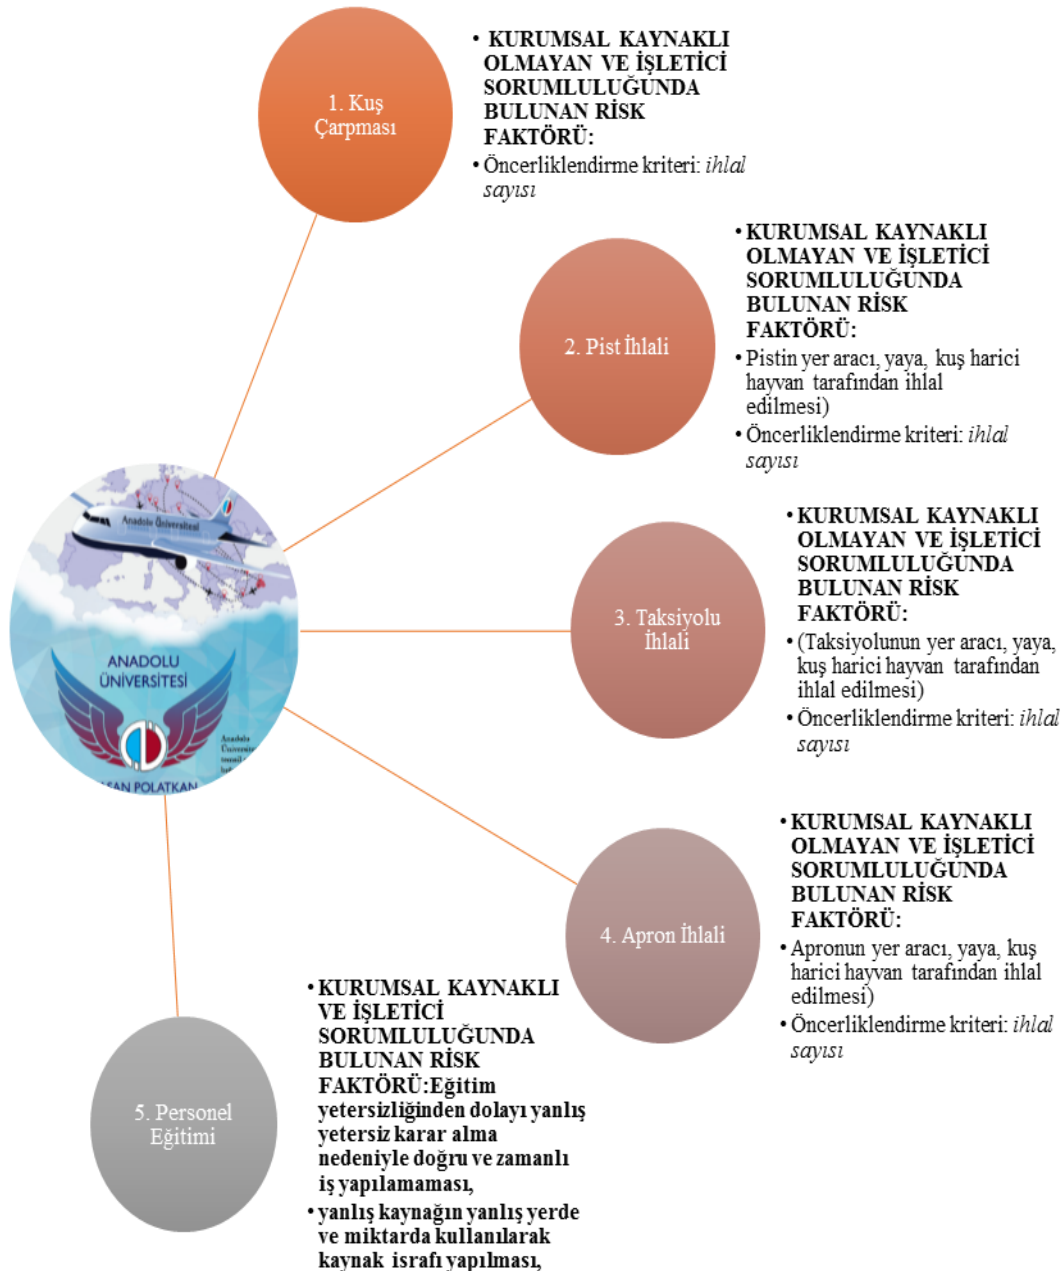 1. Kuş
Çarpması
• KURUMSAL KAYNAKLI
OLMAYAN VE İŞLETİCİ
SORUMLULUĞUNDA
BULUNAN RİSK
FAKTÖRÜ:
• Öncerliklendirme kriteri: ihlal
sayısı
2. Pist İhlali
• KURUMSAL KAYNAKLI
OLMAYAN VE İŞLETİCİ
SORUMLULUĞUNDA
BULUNAN RİSK
FAKTÖRÜ:
• Pistin yer aracı, yaya, kuş harici
hayvan tarafından ihlal
edilmesi)
• Öncerliklendirme kriteri: ihlal
sayısı
3. Taksiyolu
İhlali
• KURUMSAL KAYNAKLI
OLMAYAN VE İŞLETİCİ
SORUMLULUĞUNDA
BULUNAN RİSK
FAKTÖRÜ:
• (Taksiyolunun yer aracı, yaya,
kuş harici hayvan tarafından
ihlal edilmesi)
• Öncerliklendirme kriteri: ihlal
sayısı
Anadolu Üniversitesi
ANADOLU
ÜNİVERSİTESİ
Anadolu
POLATKAN
4. Apron İhlali
• KURUMSAL KAYNAKLI
OLMAYAN VE İŞLETİCİ
SORUMLULUĞUNDA
BULUNAN RİSK
FAKTÖRÜ:
• Apronun yer aracı, yaya, kuş
harici hayvan tarafından ihlal
edilmesi)
• Öncerliklendirme kriteri: ihlal
sayısı
5. Personel
Eğitimi
• KURUMSAL KAYNAKLI
VE İŞLETİCİ
SORUMLULUĞUNDA
BULUNAN RİSK
FAKTÖRÜ:Eğitim
yetersizliğinden dolayı yanlış
yetersiz karar alma
nedeniyle doğru ve zamanlı
iş yapılamaması,
• yanlış kaynağın yanlış yerde
ve miktarda kullanılarak
kaynak israfı yapılması,